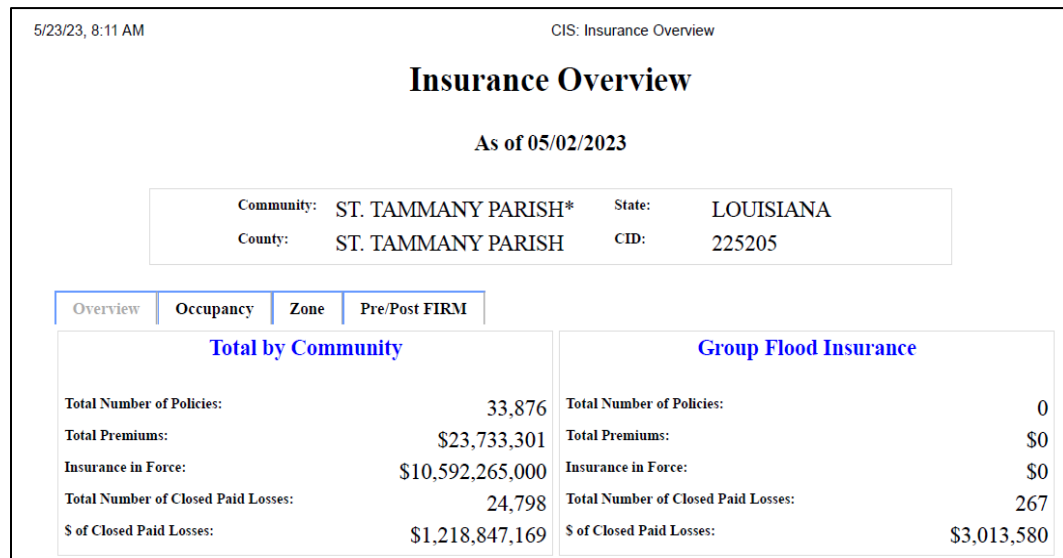 5/23/23, 8:11 AM CIS: Insurance Overview
Insurance Overview
As of 05/02/2023
Community: ST. TAMMANY PARISH* State: LOUISIANA
County: ST. TAMMANY PARISH CID: 225205
Overview Occupancy Zone Pre/Post FIRM
Total by Community
Total Number of Policies: 33,876
Total Premiums: $23,733,301
Insurance in Force: $10,592,265,000
Total Number of Closed Paid Losses: 24,798
$ of Closed Paid Losses: $1,218,847,169
Group Flood Insurance
Total Number of Policies: 0
Total Premiums: $0
Insurance in Force: $0
Total Number of Closed Paid Losses: 267
$ of Closed Paid Losses: $3,013,580